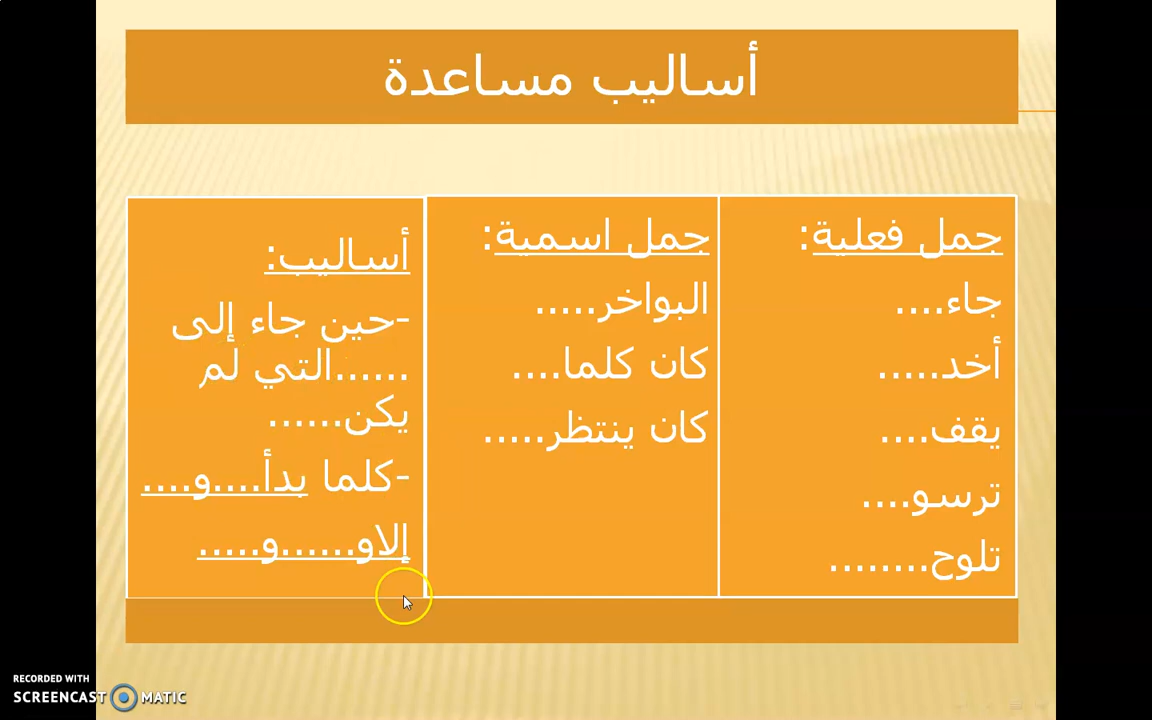 أساليب مساعدة
جمل فعلية:
جاء....
أخد.....
يقف....
ترسو....
تلوح........
جمل اسمية:
البواخر.....
كان كلما....
كان ينتظر.....
أساليب:
-حين جاء إلى
......التي لم
يكن......
-كلما بدأ....و....
إلاو......و.....
RECORDED WITH
SCREENCAST MATIC